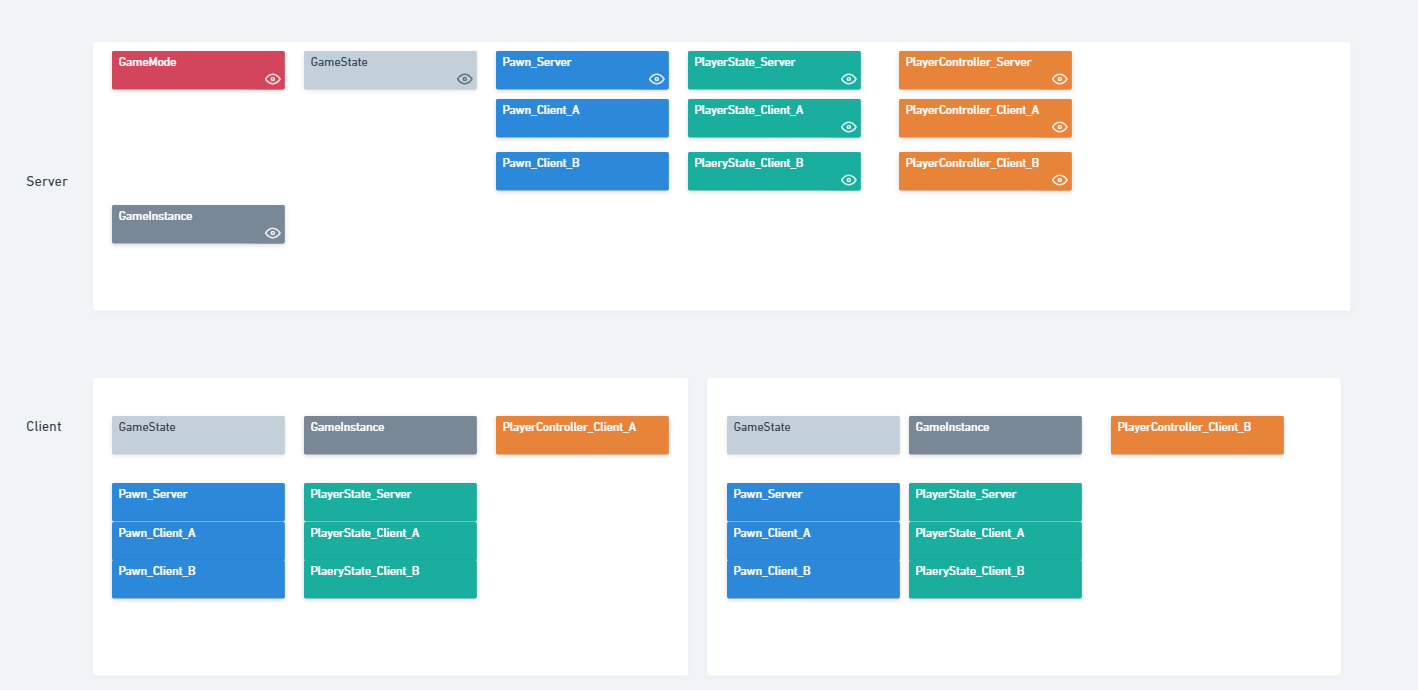 GameMode
GameState
Pawn_Server
PlayerState_Server
PlayerController_Server
Pawn_Client_A
PlayerState_Client_A
PlayerController_Client_A
Pawn_Client_B
PlaeryState_Client_B
PlayerController_Client_B
Server
GameInstance
Client
GameState
GameInstance
PlayerController_Client_A
Pawn_Server
PlayerState_Server
Pawn_Client_A
PlayerState_Client_A
Pawn_Client_B
PlaeryState_Client_B
GameState
GameInstance
PlayerController_Client_B
Pawn_Server
PlayerState_Server
Pawn_Client_A
PlayerState_Client_A
Pawn_Client_B
PlaeryState_Client_B